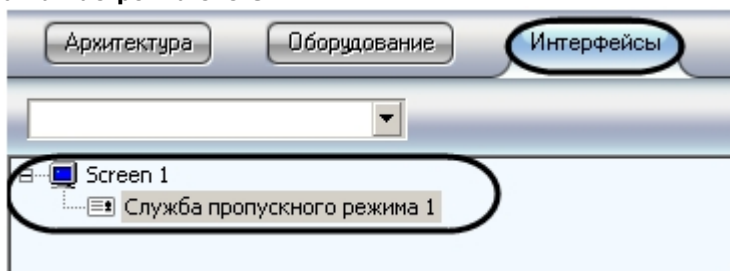 Архитектура
Оборудование
Интерфейсы
Screen 1
Служба пропускного режима 1